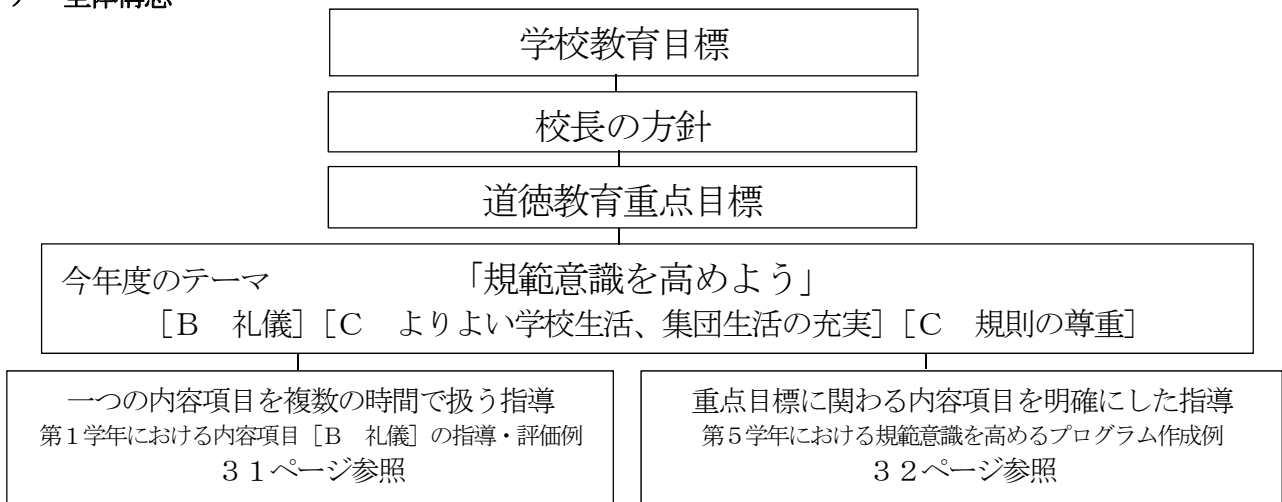 全体構想
学校教育目標
校長の方針
道徳教育重点目標
今年度のテーマ　　「規範意識を高めよう」
［Ｂ　礼儀］［Ｃ　よりよい学校生活、集団生活の充実］［Ｃ　規則の尊重］
一つの内容項目を複数の時間で扱う指導
第１学年における内容項目［Ｂ　礼儀］の指導・評価例
３１ページ参照
重点目標に関わる内容項目を明確にした指導
第５学年における規範意識を高めるプログラム作成例
３２ページ参照